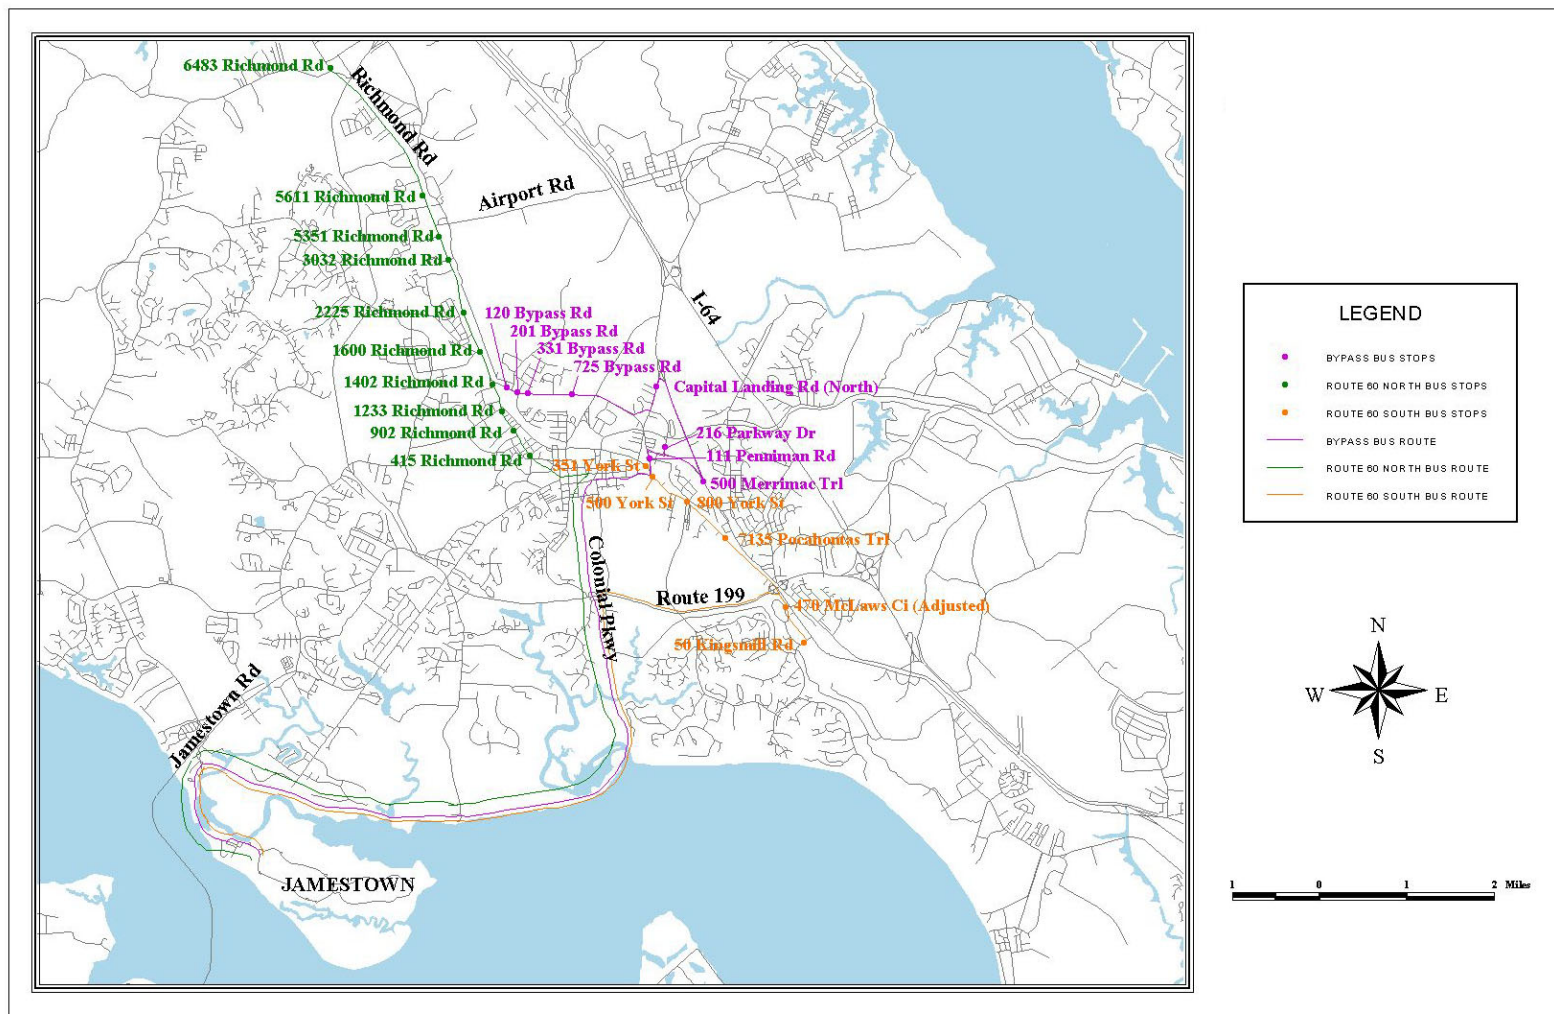 6483 Richmond Rd
Richmond Rd
Airport Rd
5611 Richmond Rd
5351 Richmond Rd
3032 Richmond Rd
I-64
2225 Richmond Rd
120 Bypass Rd
201 Bypass Rd
331 Bypass Rd
1600 Richmond Rd
725 Bypass Rd
1402 Richmond Rd
Capital Landing Rd (North)
1233 Richmond Rd
902 Richmond Rd
216 Parkway Dr
415 Richmond Rd
111 Penniman Rd
351 York St
500 Merrimac Trl
500 York St
800 York St
7135 Pocahontas Trl
Colonial Pkwy
Route 199
470 McLaws Ci (Adjusted)
50 Kingsmill Rd
Jamestown Rd
JAMESTOWN
LEGEND
BYPASS BUS STOPS
ROUTE 60 NORTH BUS STOPS
ROUTE 60 SOUTH BUS STOPS
BYPASS BUS ROUTE
ROUTE 60 NORTH BUS ROUTE
ROUTE 60 SOUTH BUS ROUTE
N
W E
S
1 0 1 2 Miles